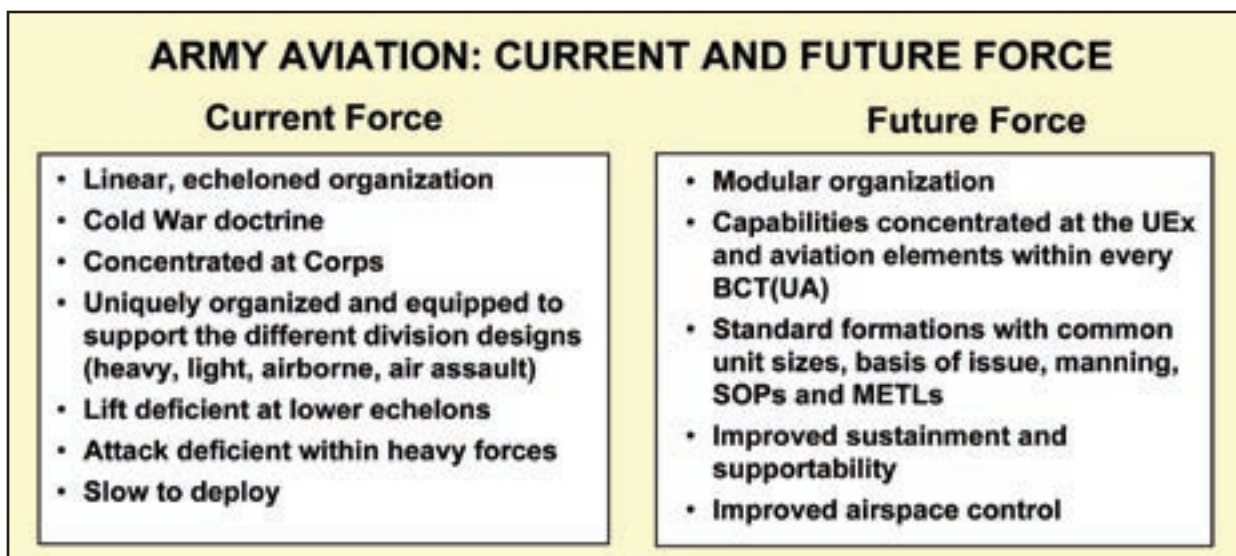 ARMY AVIATION: CURRENT AND FUTURE FORCE
Current Force
• Linear, echeloned organization
• Cold War doctrine
• Concentrated at Corps
• Uniquely organized and equipped to
support the different division designs
(heavy, light, airborne, air assault)
• Lift deficient at lower echelons
• Attack deficient within heavy forces
• Slow to deploy
Future Force
• Modular organization
• Capabilities concentrated at the UEx
and aviation elements within every
BCT(UA)
• Standard formations with common
unit sizes, basis of issue, manning,
SOPs and METLs
• Improved sustainment and
supportability
• Improved airspace control